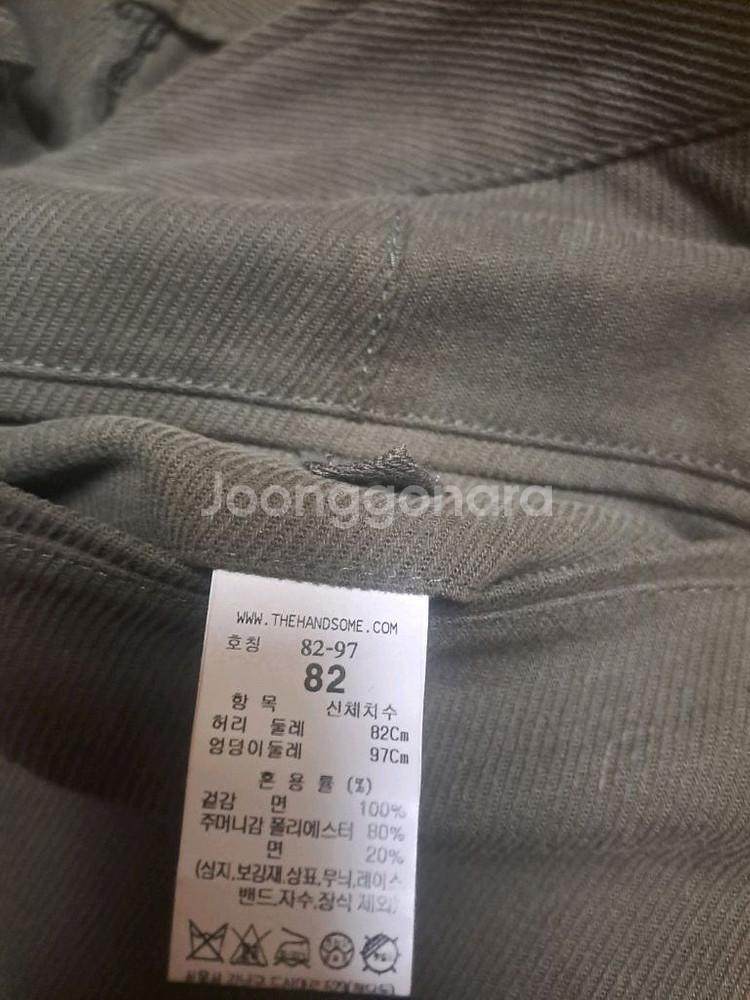 Joonggonara
WWW.THEHANDSOME.COM
호칭 82-97
82
항 목 신체치수
허리 둘레 82Cm
엉덩이둘레 97Cm
혼 용 률 (%)
겉감 면 100%
주머니감 폴리에스터 80%
면 20%
(심지,보강재,상표,무늬,레이스
밴드,자수,장식 제외)